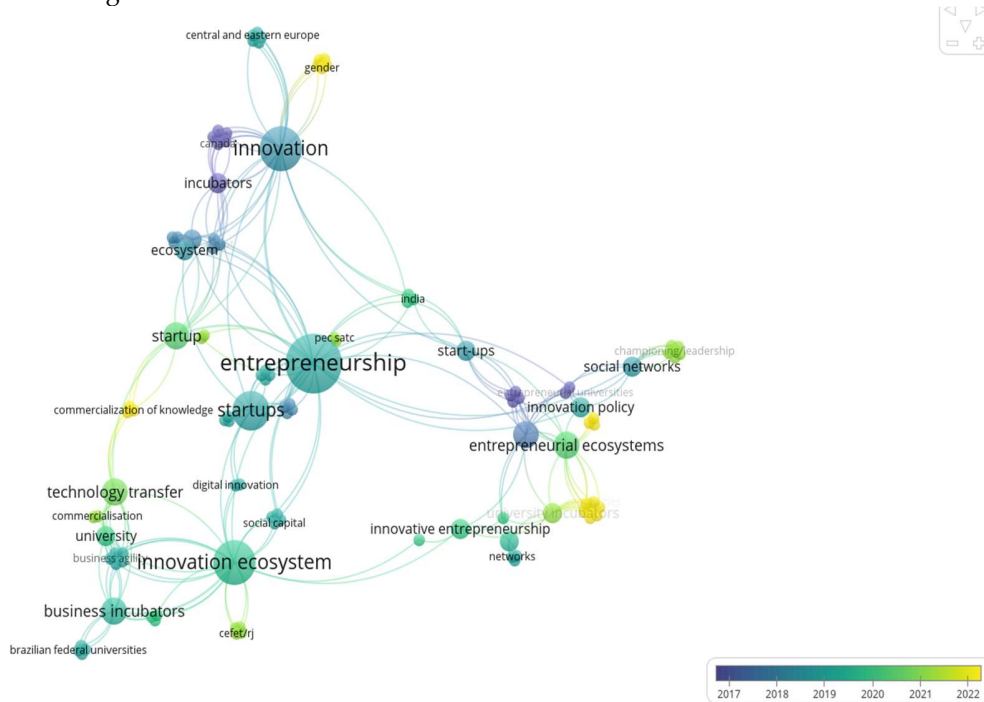 central and eastern europe
gender
canada
innovation
incubators
ecosystem
india
startup
pec satc
entrepreneurship
start-ups
championing/leadership
social networks
entrepreneurial universities
commercialization of knowledge
startups
innovation policy
entrepreneurial ecosystems
digital innovation
technology transfer
commercialisation
university incubators
social capital
innovative entrepreneurship
university
business agility
innovation ecosystem
networks
business incubators
cefet/rj
brazilian federal universities
2017 2018 2019 2020 2021 2022